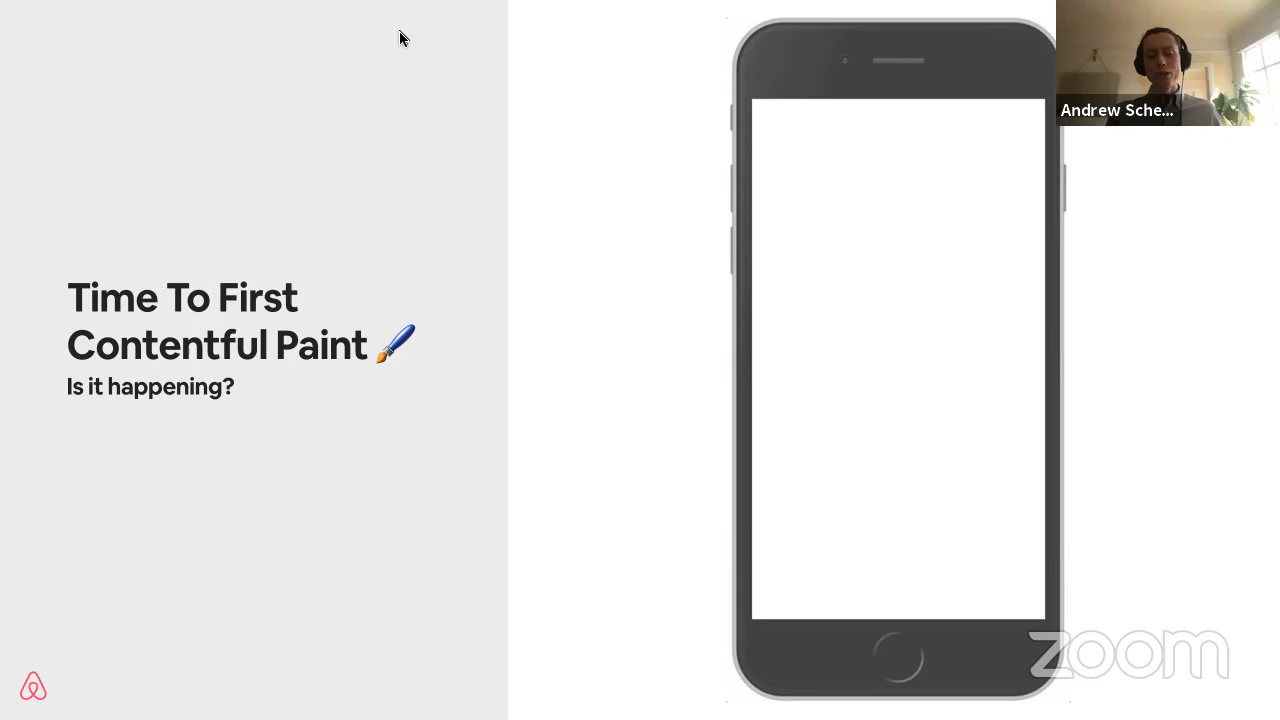 Time To First
Contentful Paint
Is it happening?
Andrew Sche...
zoom